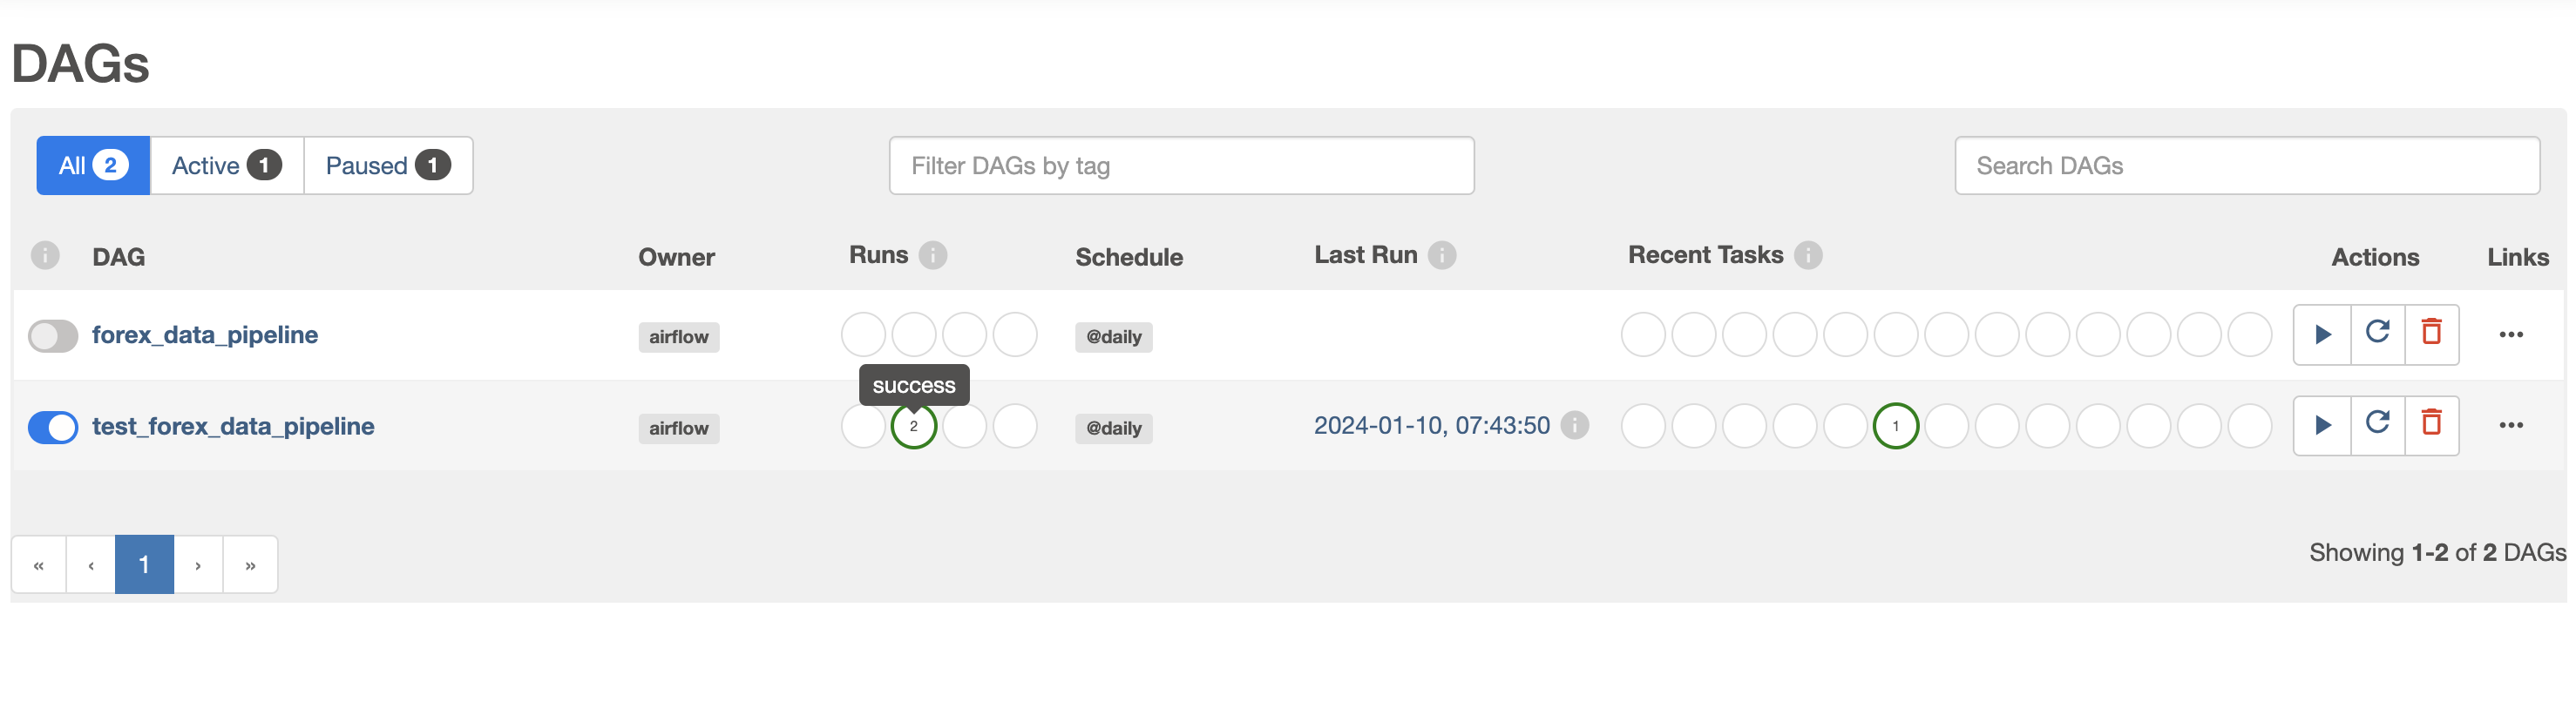 DAGs
All 2 Active 1 Paused 1 Filter DAGs by tag Search DAGs
i DAG Owner Runs i Schedule Last Run i Recent Tasks i Actions Links
forex_data_pipeline airflow @daily •••
success
test_forex_data_pipeline airflow 2 @daily 2024-01-10, 07:43:50 i 1 •••
« ‹ 1 › »
Showing 1-2 of 2 DAGs